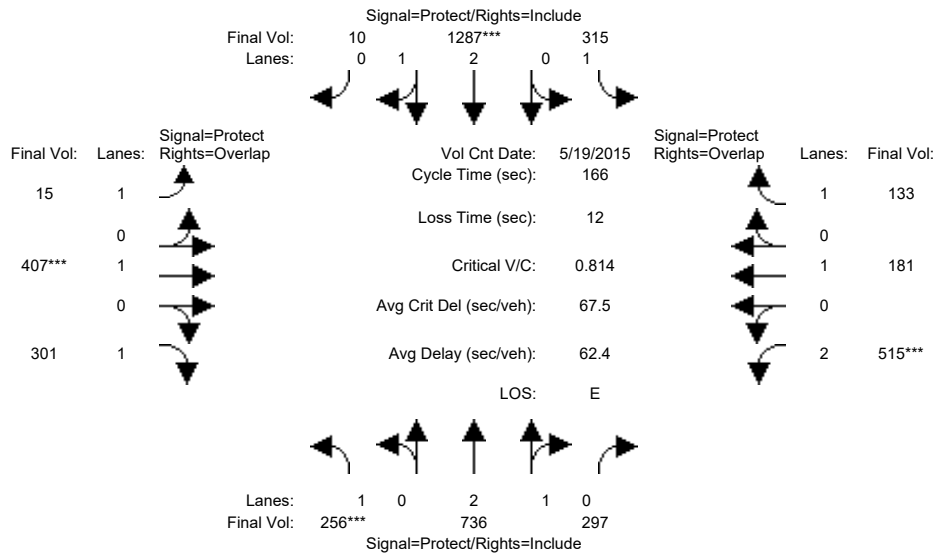 Signal=Protect/Rights=Include
Final Vol: 10 1287*** 315
Lanes: 0 1 2 0 1
Signal=Protect Signal=Protect
Final Vol: Lanes: Rights=Overlap Vol Cnt Date: 5/19/2015 Rights=Overlap Lanes: Final Vol:
Cycle Time (sec): 166
15 1 1 133
Loss Time (sec): 12
0 0
407*** 1 Critical V/C: 0.814 1 181
0 Avg Crit Del (sec/veh): 67.5 0
301 1 Avg Delay (sec/veh): 62.4 2 515***
LOS: E
Lanes: 1 0 2 1 0
Final Vol: 256*** 736 297
Signal=Protect/Rights=Include